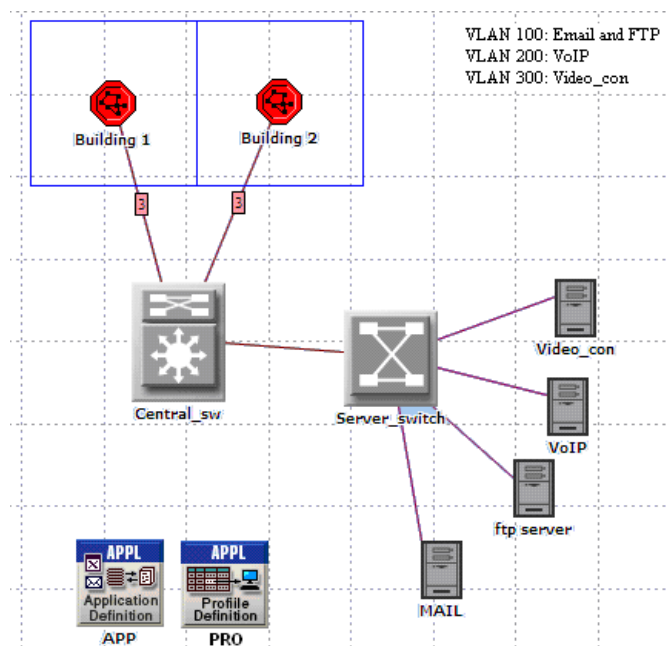 VLAN 100: Email and FTP
VLAN 200: VoIP
VLAN 300: Video_con
Building 1
Building 2
3
3
Video_con
Central_sw
Server_switch
VoIP
ftp server
APPL
Application
Definition
APP
APPL
Profile
Definition
PRO
MAIL